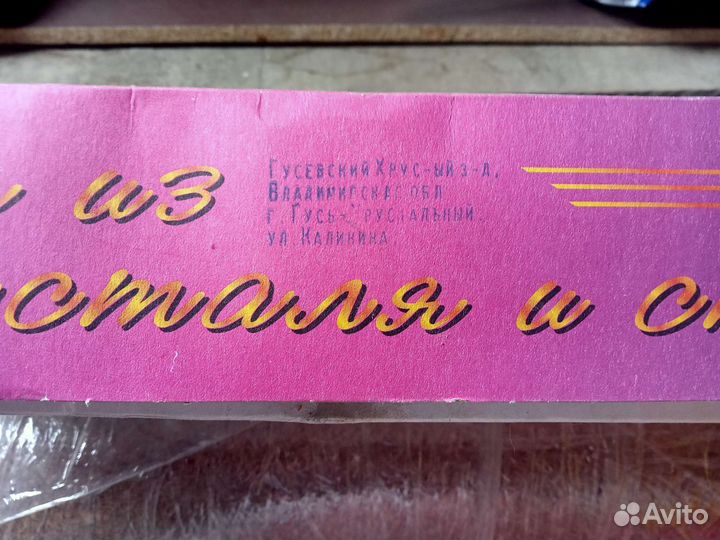 из
Гусевский Хрус-ый з-д,
Владимирская обл
г. Гусь-Хрустальный
ул. Калинина
сталя и с
Avito